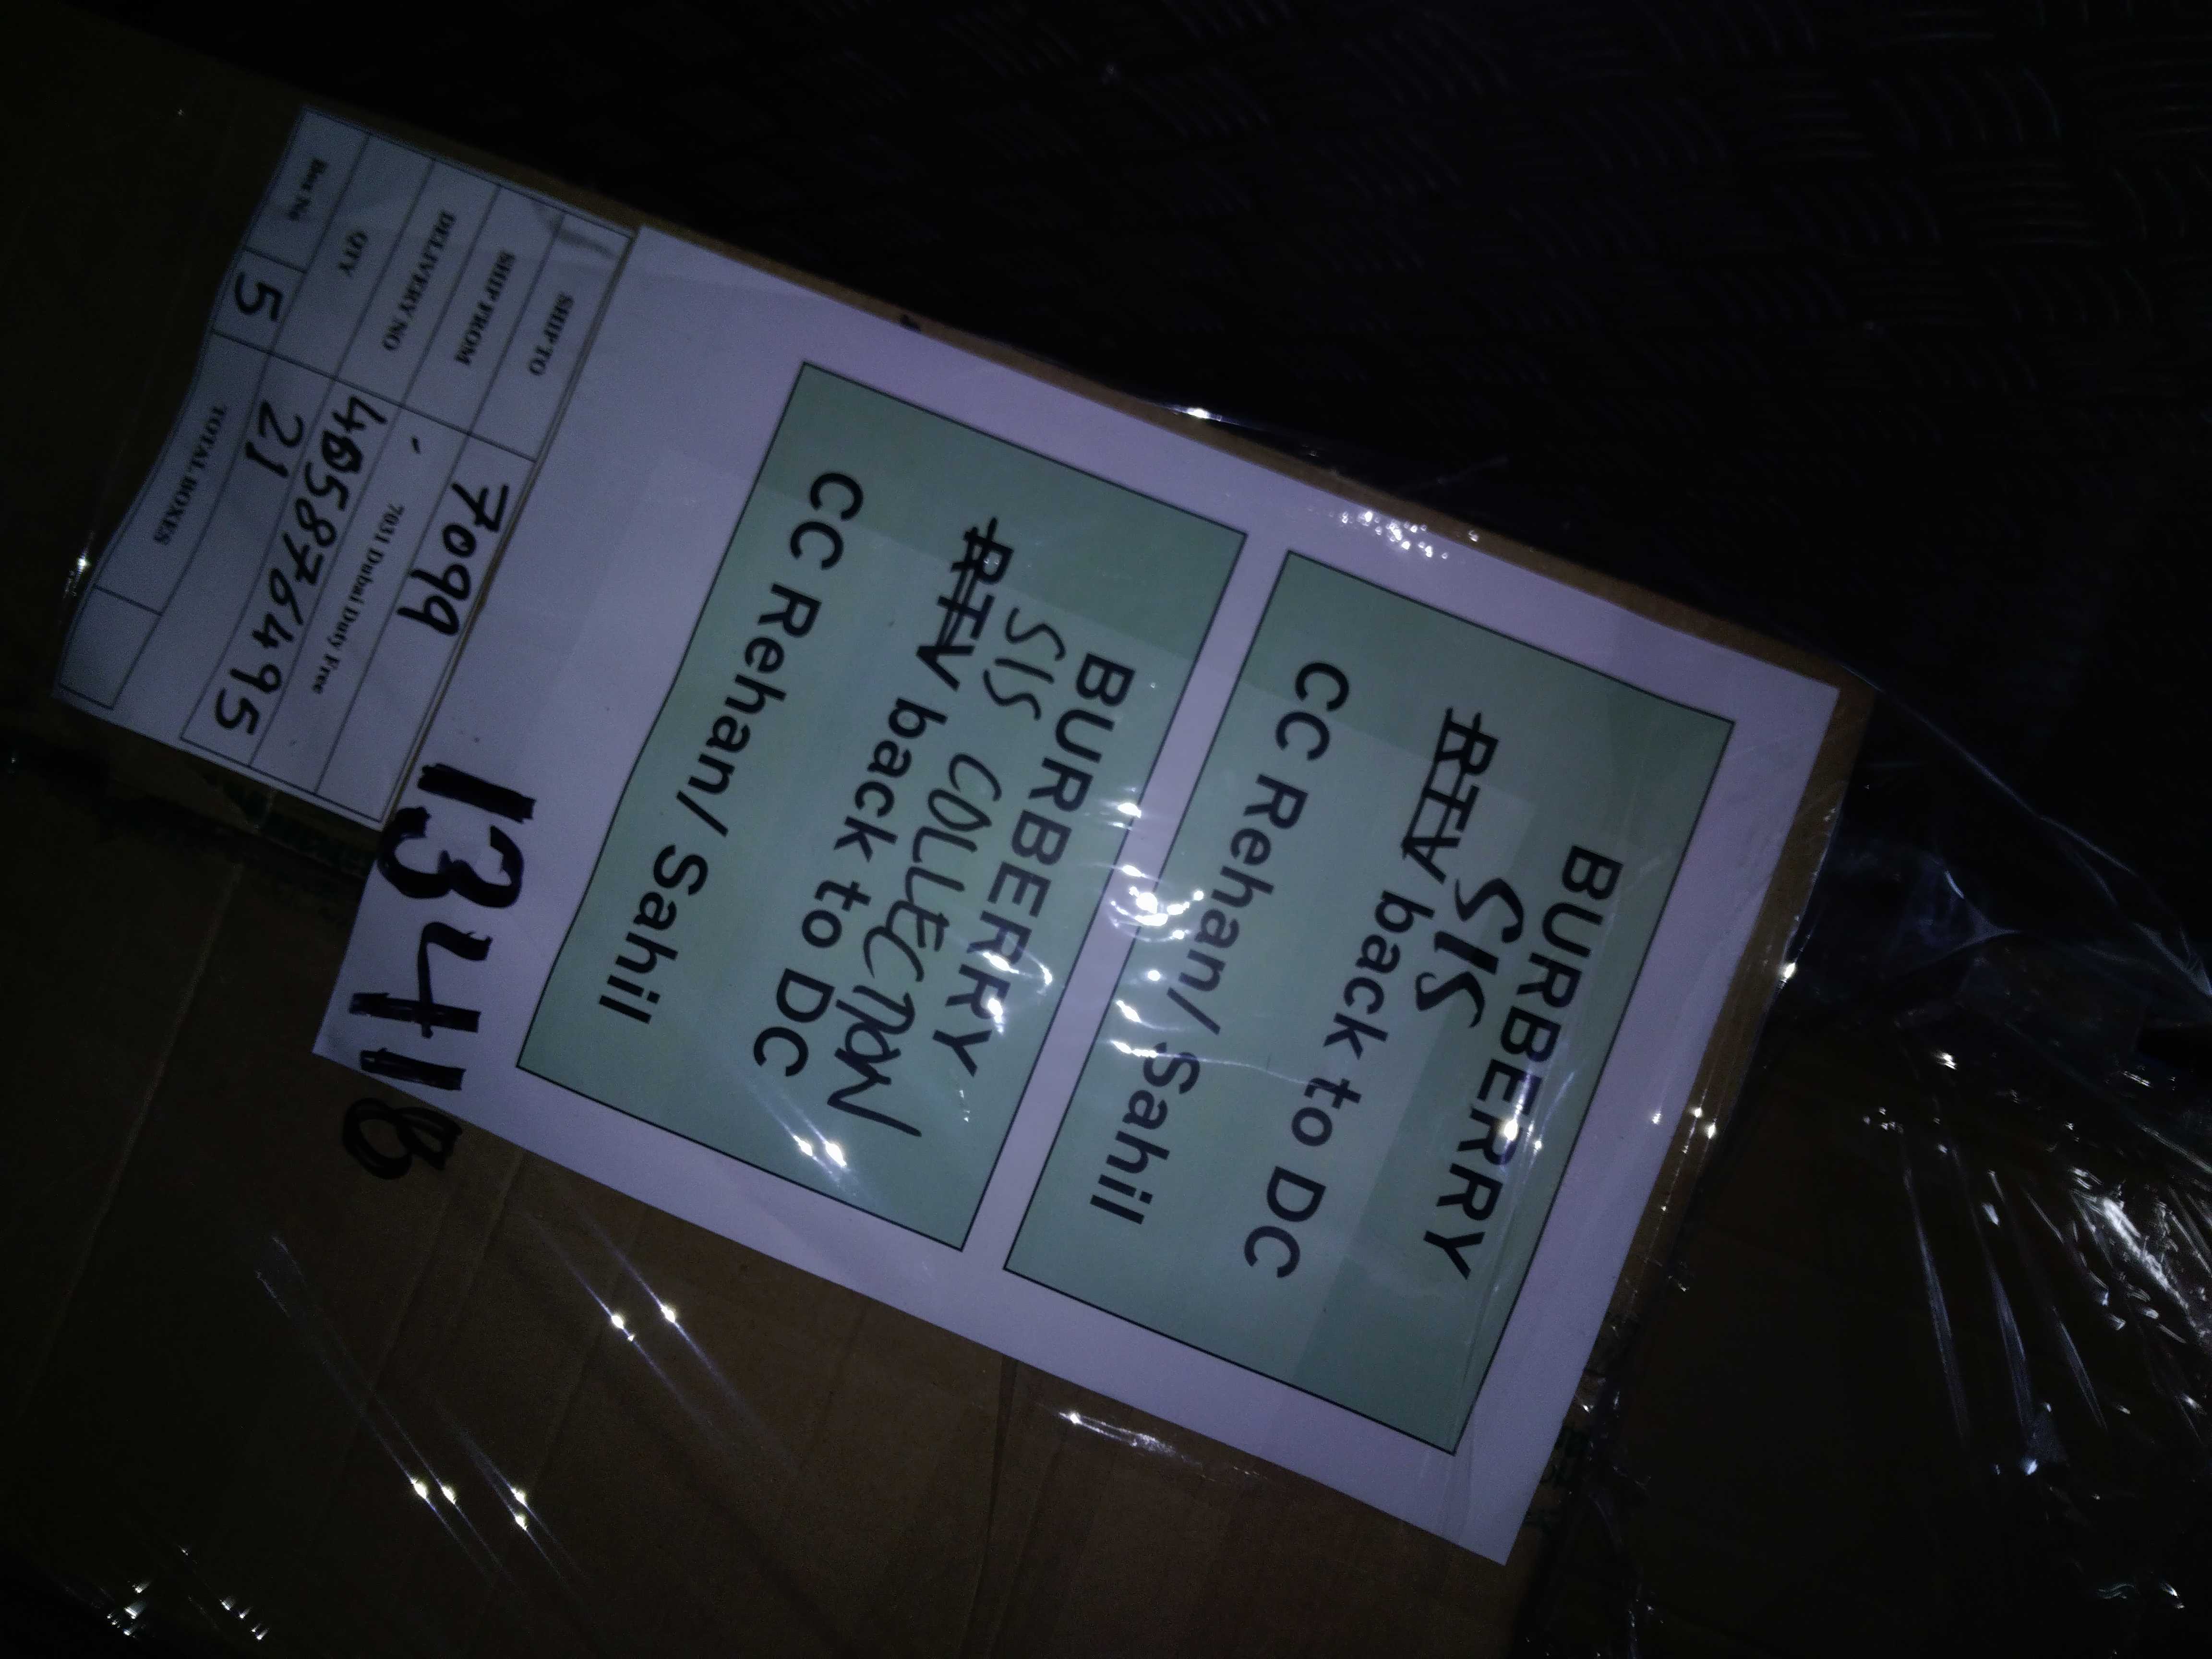 BURBERRY
SIS
RTV back to DC
CC Rehan/ Sahil
BURBERRY
SIS COLLECTION
RTV back to DC
CC Rehan/ Sahil
13418
SHIP TO 7099
SHIP FROM 7031 Dubai Duty Free
DELIVERY NO 4058764495
QTY 21
Box No 5 TOTAL BOXES